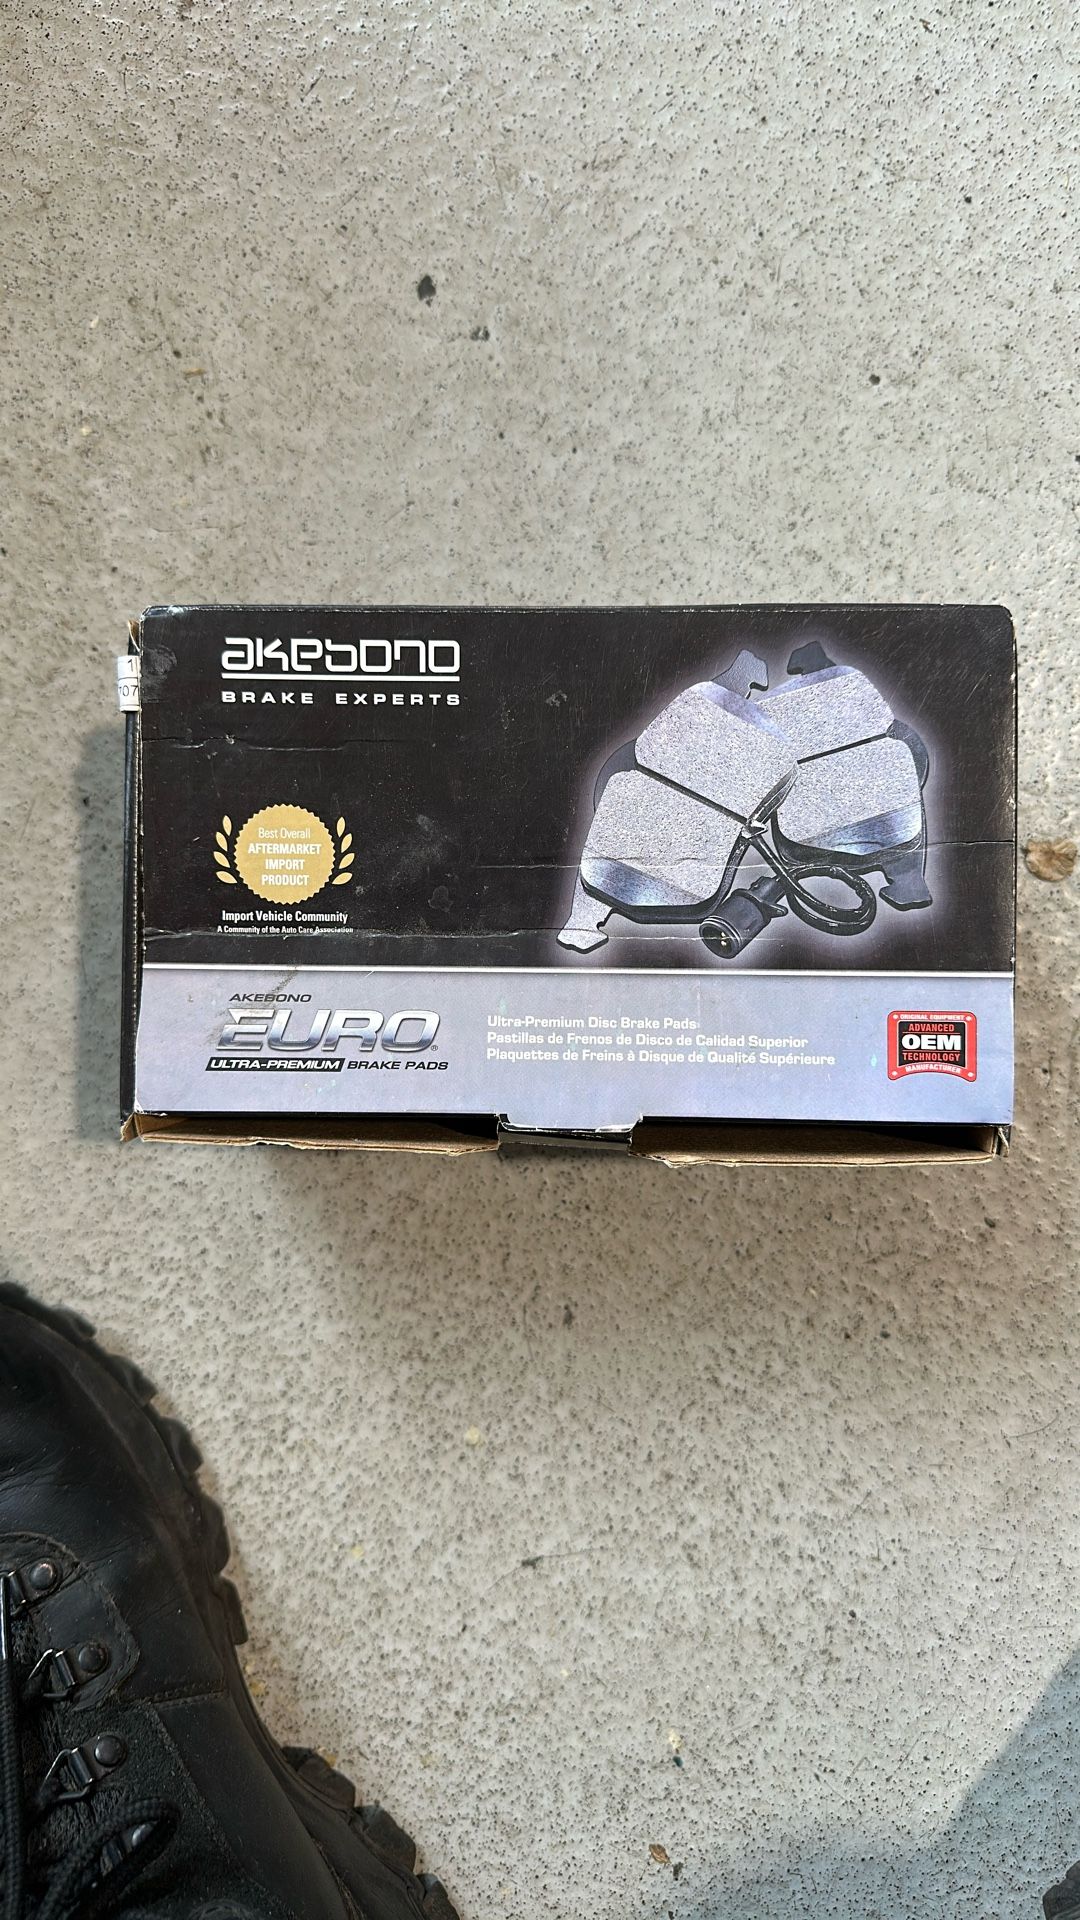 akebono
BRAKE EXPERTS
1
707
Best Overall
AFTERMARKET
IMPORT
PRODUCT
Import Vehicle Community
A Community of the Auto Care Association
AKEBONO
EURO®
ULTRA-PREMIUM BRAKE PADS
Ultra-Premium Disc Brake Pads
Pastillas de Frenos de Disco de Calidad Superior
Plaquettes de Freins à Disque de Qualité Supérieure
ORIGINAL EQUIPMENT
ADVANCED
OEM
TECHNOLOGY
MANUFACTURER